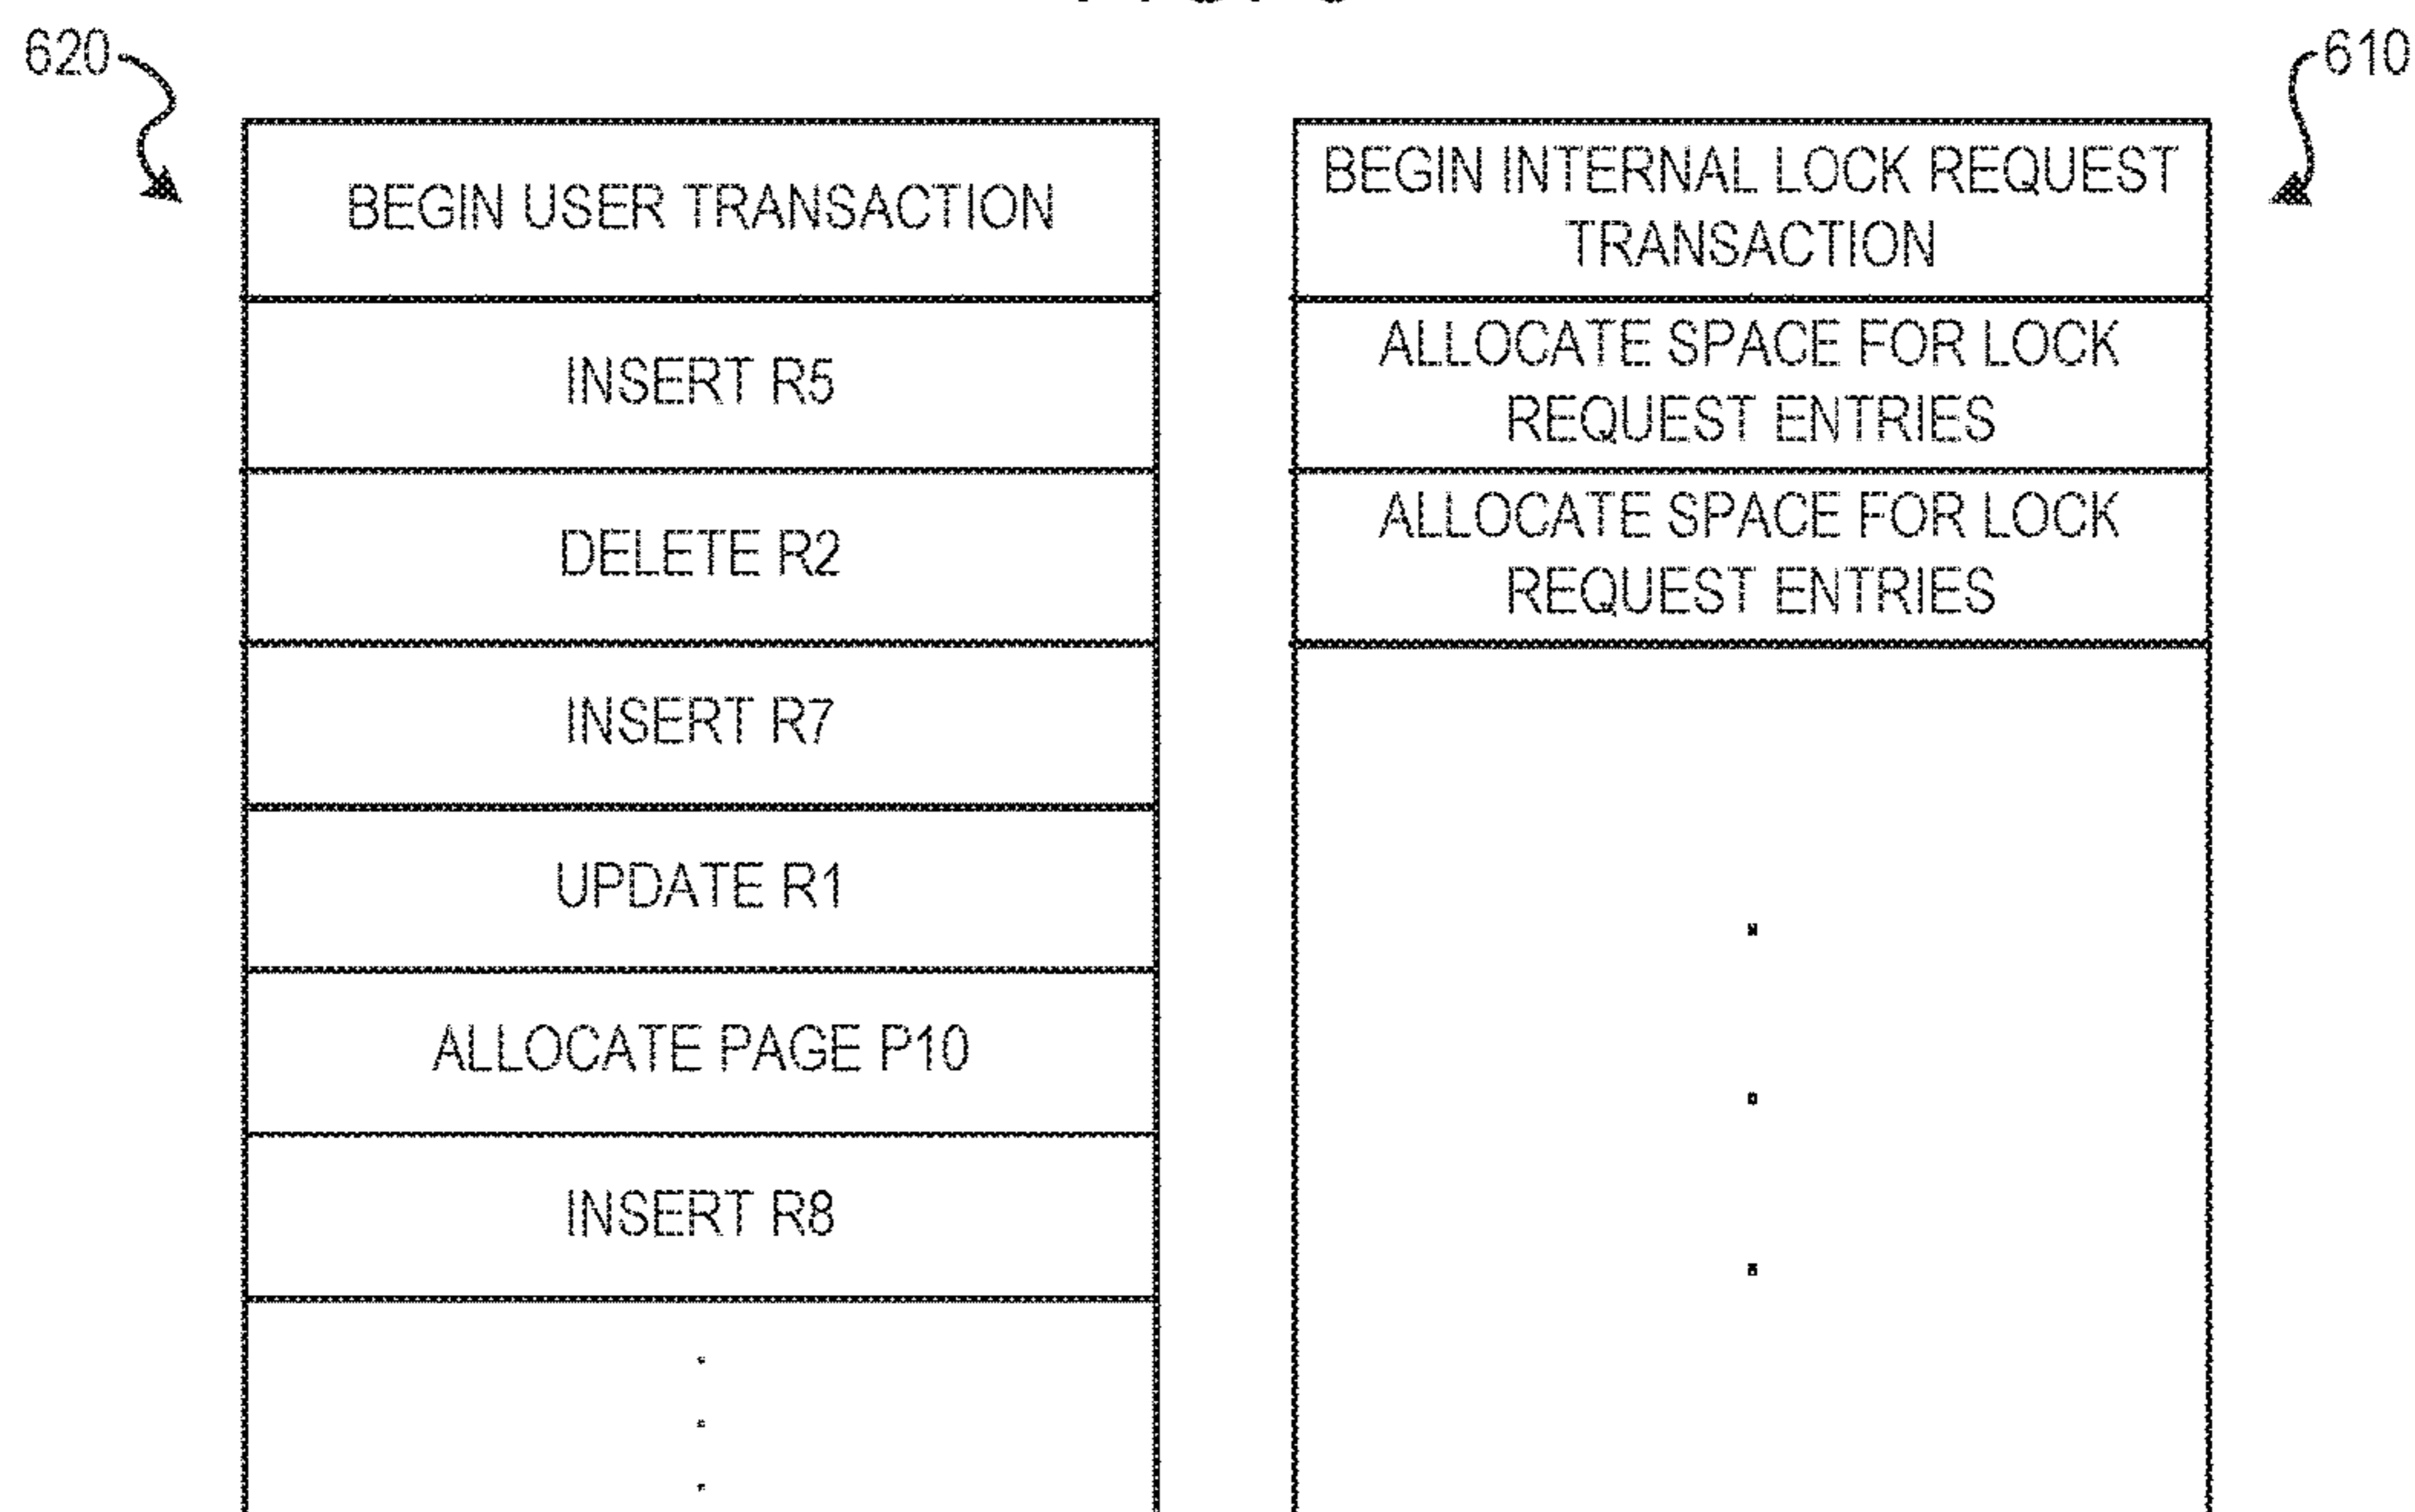 620
610
BEGIN USER TRANSACTION
INSERT R5
DELETE R2
INSERT R7
UPDATE R1
ALLOCATE PAGE P10
INSERT R8
BEGIN INTERNAL LOCK REQUEST
TRANSACTION
ALLOCATE SPACE FOR LOCK
REQUEST ENTRIES
ALLOCATE SPACE FOR LOCK
REQUEST ENTRIES